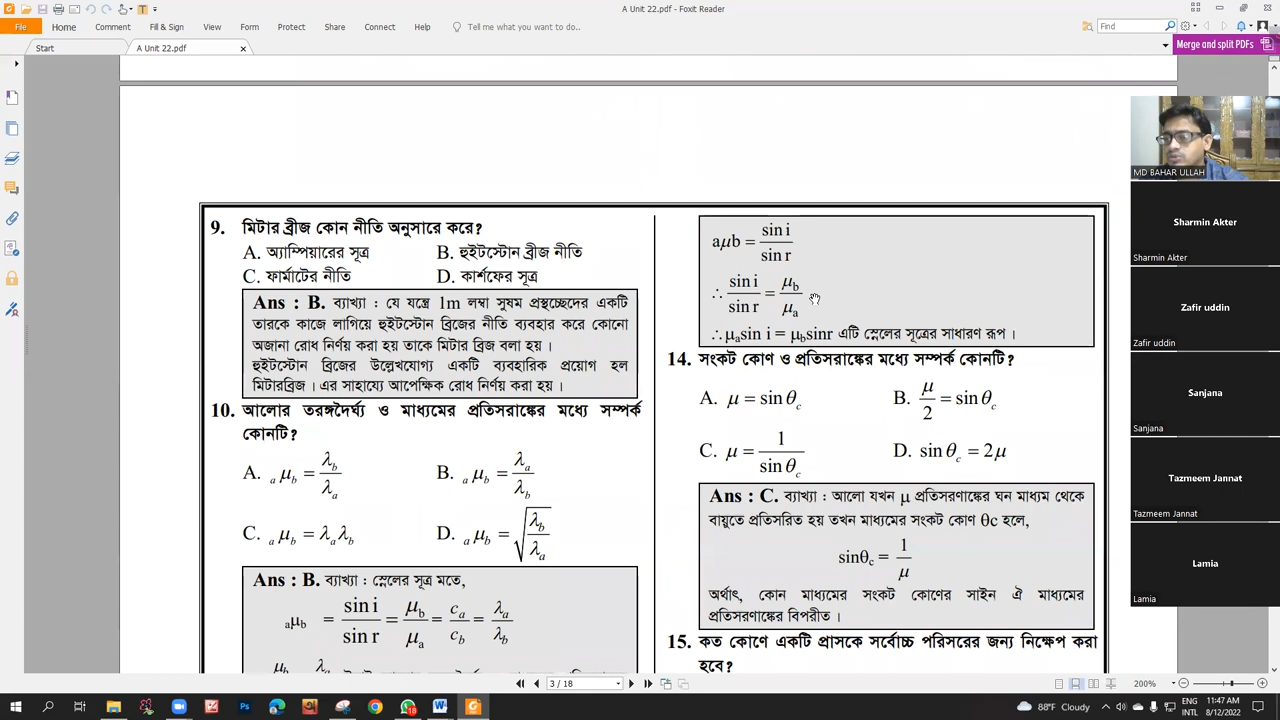 A Unit 22.pdf - Foxit Reader
File Home Comment Fill & Sign Form Protect Share Connect Help Tell me what you want to do.. Find
Start A Unit 22.pdf Merge and split PDFs
9. মিটার ব্রীজ কোন নীতি অনুসারে করে?
A. অ্যাম্পিয়ারের সূত্র B. হুইটস্টোন ব্রীজ নীতি
C. ফার্মাটের নীতি D. কার্শফের সূত্র
Ans : B. ব্যাখ্যা : যে যন্ত্রে 1m লম্বা সুষম প্রস্থচ্ছেদের একটি
তারকে কাজে লাগিয়ে হুইটস্টোন ব্রিজের নীতি ব্যবহার করে কোনো
অজানা রোধ নির্ণয় করা হয় তাকে মিটার ব্রিজ বলা হয়।
হুইটস্টোন ব্রিজের উল্লেখযোগ্য একটি ব্যবহারিক প্রয়োগ হল
মিটারব্রিজ। এর সাহায্যে আপেক্ষিক রোধ নির্ণয় করা হয়।
10. আলোর তরঙ্গদৈর্ঘ্য ও মাধ্যমের প্রতিসরাঙ্কের মধ্যে সম্পর্ক
কোনটি?
A. aμb = λb/λa B. aμb = λa/λb
C. aμb = λaλb D. aμb = √(λb/λa)
Ans : B. ব্যাখ্যা : স্নেলের সূত্র মতে,
aμb = sin i/sin r = μb/μa = ca/cb = λa/λb
μb λa
aμb = sin i/sin r
∴ sin i/sin r = μb/μa
∴μasin i = μbsinr এটি স্নেলের সূত্রের সাধারণ রূপ।
14. সংকট কোণ ও প্রতিসরাঙ্কের মধ্যে সম্পর্ক কোনটি?
A. μ = sin θc B. μ/2 = sin θc
C. μ = 1/sin θc D. sin θc = 2μ
Ans : C. ব্যাখ্যা : আলো যখন μ প্রতিসরণাঙ্কের ঘন মাধ্যম থেকে
বায়ুতে প্রতিসরিত হয় তখন মাধ্যমের সংকট কোণ θc হলে,
sinθc = 1/μ
অর্থাৎ, কোন মাধ্যমের সংকট কোণের সাইন ঐ মাধ্যমের
প্রতিসরণাঙ্কের বিপরীত।
15. কত কোণে একটি প্রাসকে সর্বোচ্চ পরিসরের জন্য নিক্ষেপ করা
হবে?
MD BAHAR ULLAH
Sharmin Akter
Sharmin Akter
Zafir uddin
Zafir uddin
Sanjana
Sanjana
Tazmeem Jannat
Tazmeem Jannat
Lamia
Lamia
3 / 18 200%
88°F Cloudy ENG INTL 11:47 AM 8/12/2022